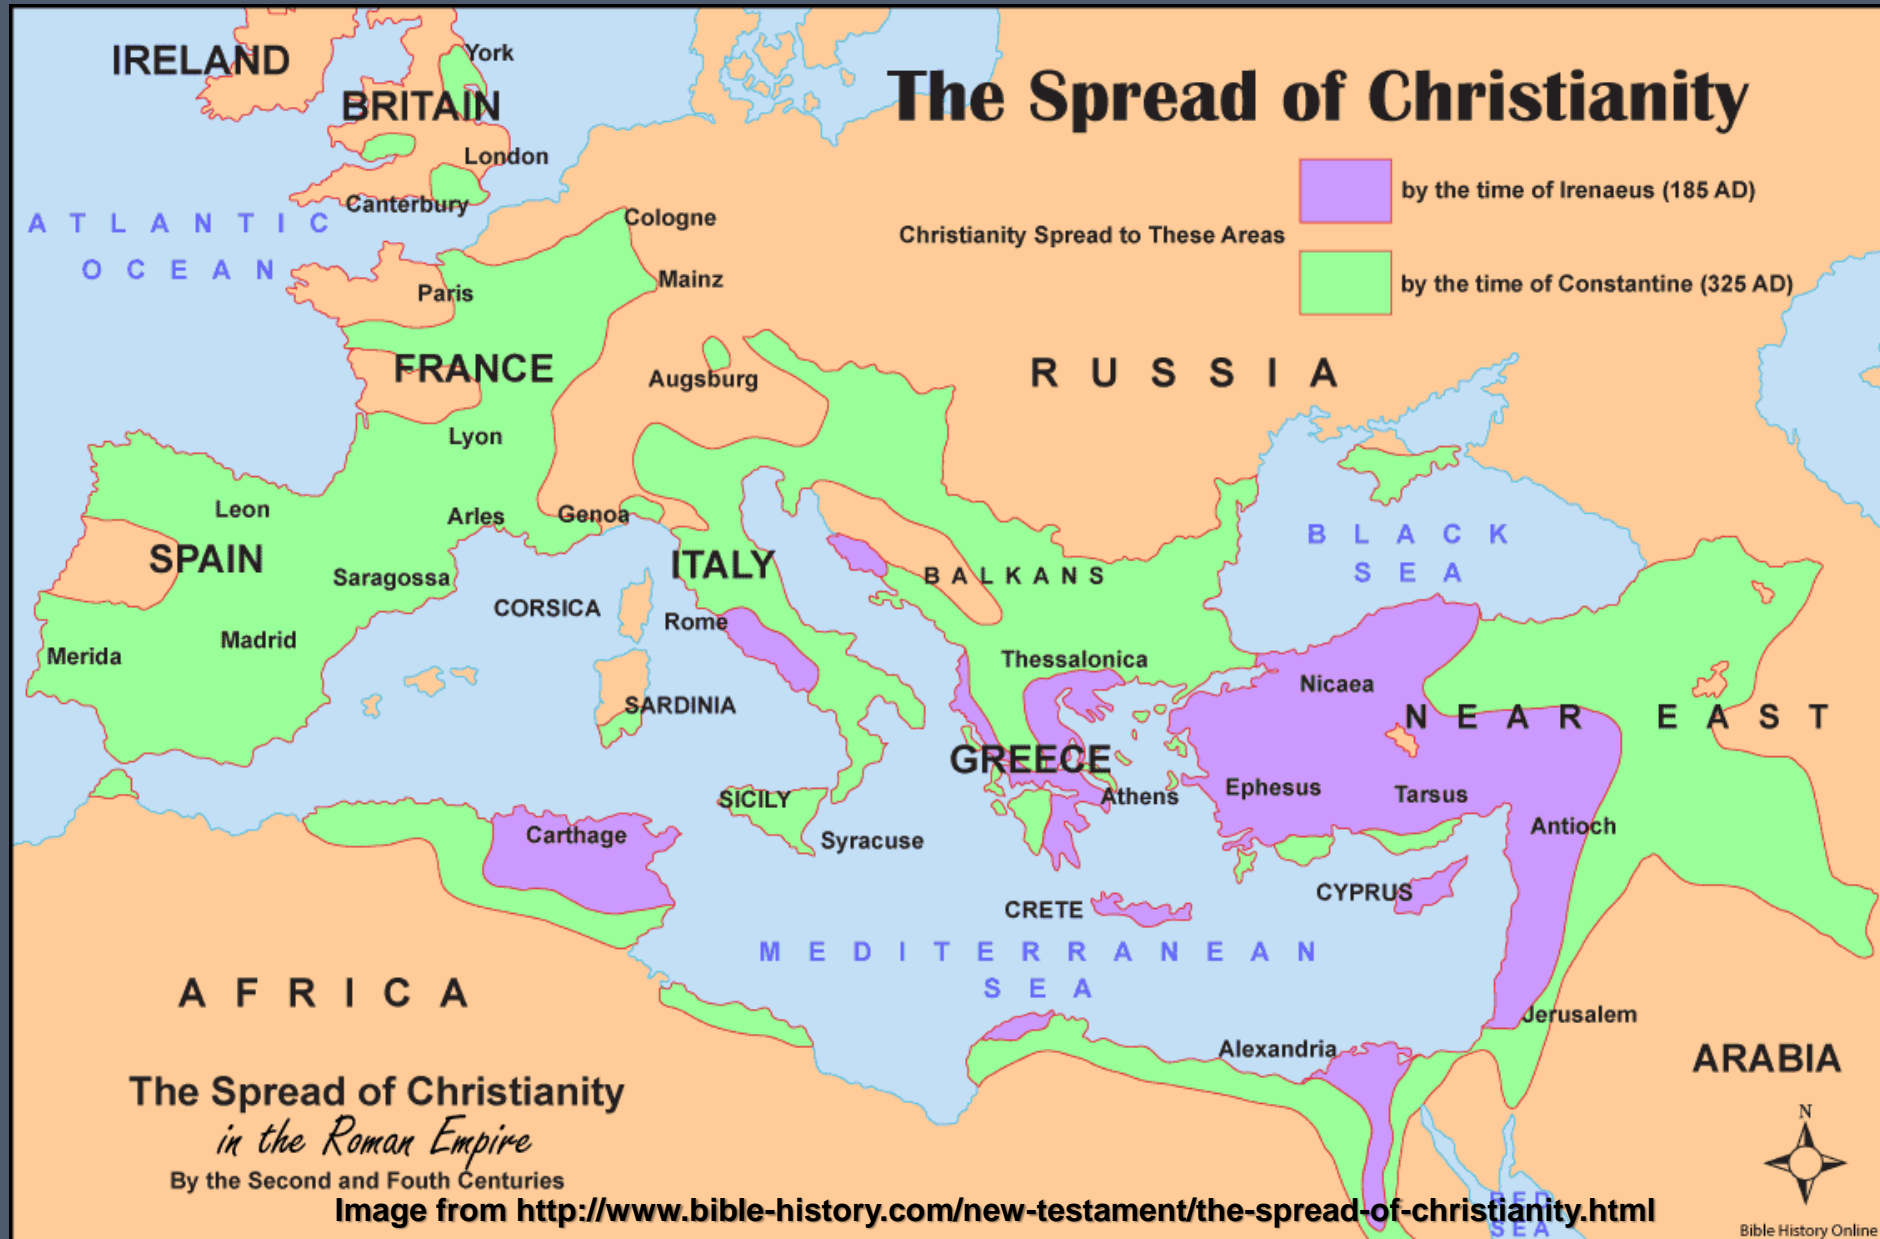 The Spread of Christianity
by the time of Irenaeus (185 AD)
Christianity Spread to These Areas
by the time of Constantine (325 AD)
IRELAND
York
BRITAIN
London
Canterbury
ATLANTIC
OCEAN
Cologne
Mainz
Paris
FRANCE
Augsburg
RUSSIA
Lyon
Leon
Arles
Genoa
SPAIN
ITALY
BLACK
SEA
Saragossa
BALKANS
CORSICA
Rome
Madrid
Merida
Thessalonica
Nicaea
SARDINIA
NEAR EAST
GREECE
Ephesus
Tarsus
Athens
SICILY
Antioch
Carthage
Syracuse
CYPRUS
CRETE
MEDITERRANEAN
SEA
AFRICA
Jerusalem
Alexandria
ARABIA
The Spread of Christianity
in the Roman Empire
By the Second and Fouth Centuries
N
RED
SEA
Image from http://www.bible-history.com/new-testament/the-spread-of-christianity.html
Bible History Online